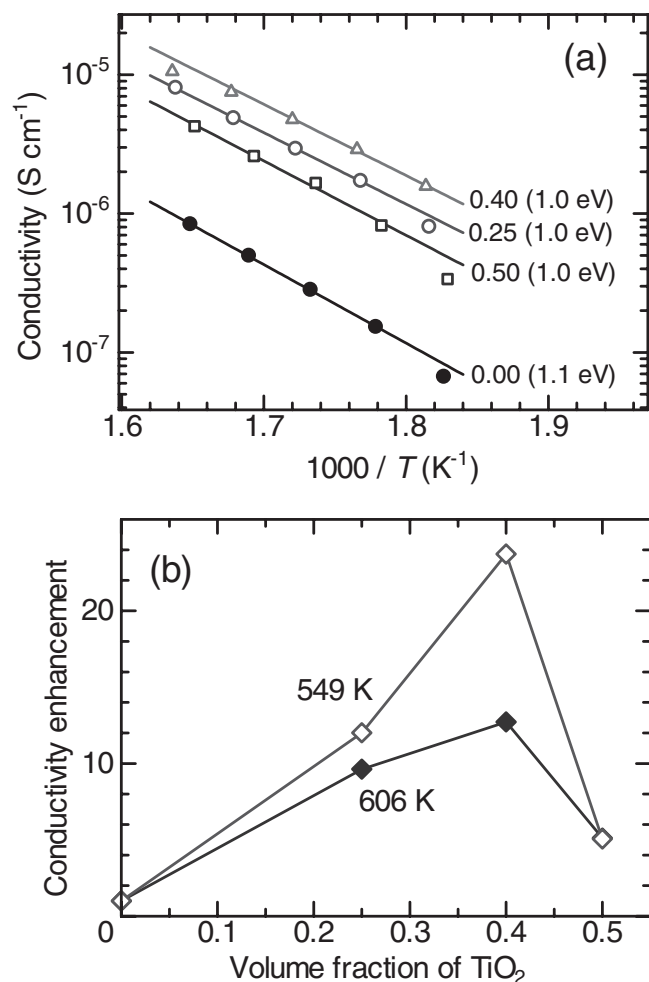 (a)
Conductivity (S cm⁻¹)
10⁻⁵
10⁻⁶
10⁻⁷
0.40 (1.0 eV)
0.25 (1.0 eV)
0.50 (1.0 eV)
0.00 (1.1 eV)
1.6 1.7 1.8 1.9
1000 / T (K⁻¹)
(b)
Conductivity enhancement
20
10
0
549 K
606 K
0 0.1 0.2 0.3 0.4 0.5
Volume fraction of TiO₂